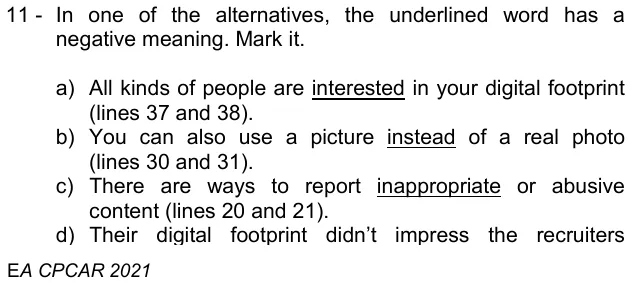 11 - In one of the alternatives, the underlined word has a
negative meaning. Mark it.
a) All kinds of people are interested in your digital footprint
(lines 37 and 38).
b) You can also use a picture instead of a real photo
(lines 30 and 31).
c) There are ways to report inappropriate or abusive
content (lines 20 and 21).
d) Their digital footprint didn't impress the recruiters
EA CPCAR 2021